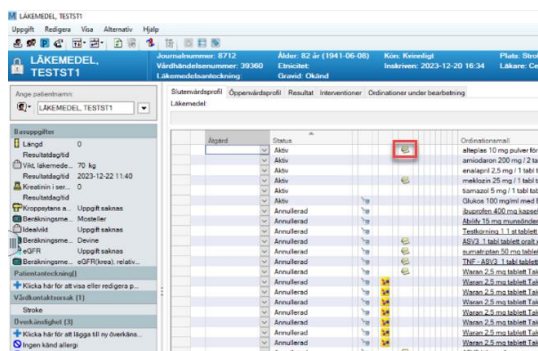 LÄKEMEDEL, TESTST1
Uppgift Redigera Visa Alternativ Hjälp
LÄKEMEDEL,
TESTST1
Journalnummer: 8712
Vårdhändelsenummer: 39360
Läkemedelsanteckning:
Ålder: 82 år (1941-06-08)
Etnicitet:
Gravid: Okänd
Kön: Kvinnligt
Inskriven: 2023-12-20 16:34
Plats: Stro
Läkare: Ce
Ange patientnamn:
LÄKEMEDEL, TESTST1
Basuppgifter
Längd 0
Resultatdag/tid
Vikt, läkemede... 70 kg
Resultatdag/tid 2023-12-22 11:40
Kreatinin i ser... 0
Resultatdag/tid
Kroppsytans a... Uppgift saknas
Beräkningsme... Mosteller
Idealvikt Uppgift saknas
Beräkningsme... Devine
eGFR Uppgift saknas
Beräkningsme... eGFR(krea), relativ...
Patientanteckning()
Klicka här för att visa eller redigera p...
Vårdkontaktsorsak (1)
Stroke
Överkänslighet (3)
Klicka här för att lägga till ny överkäns...
Ingen känd allergi
Slutenvårdsprofil Öppenvårdsprofil Resultat Interventioner Ordinationer under bearbetning
Läkemedel:
Åtgärd Status Ordinationsmall
Aktiv alteplas 10 mg pulver för
Aktiv amiodaron 200 mg / 2 ta
Aktiv enalapril 2,5 mg / 1 tabl t
Aktiv meklozin 25 mg / 1 tabl t
Aktiv tiamazol 5 mg / 1 tabl tabl
Aktiv Glukos 100 mg/ml med B
Annullerad ibuprofen 400 mg kapsel
Annullerad Abilify 15 mg munsönder
Annullerad Testkörning 1 1 st tablett
Annullerad ASV3 1 tabl tablett oralt
Annullerad sumatriptan 50 mg tablet
Annullerad TNF - ASV3 1 tabl tablett
Annullerad Waran 2,5 mg tablett Tak
Annullerad Waran 2,5 mg tablett Tak
Annullerad Waran 2,5 mg tablett Tak
Annullerad Waran 2,5 mg tablett Tak
Annullerad Waran 2,5 mg tablett Tak
Annullerad Waran 2,5 mg tablett Tak